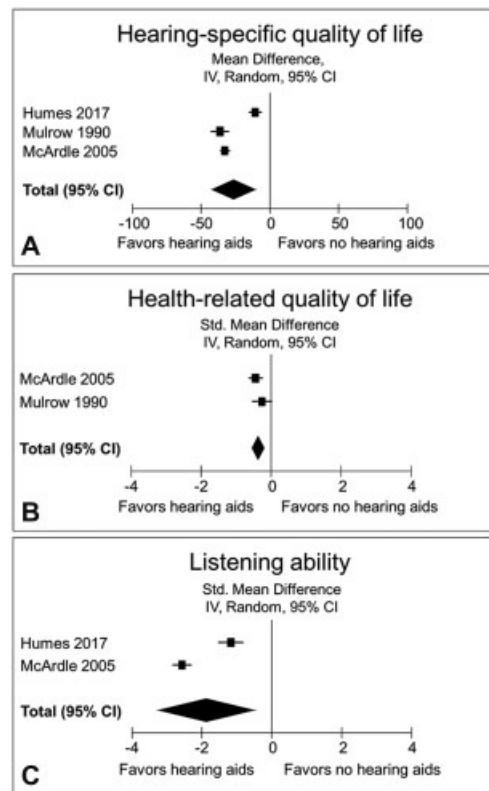 Hearing-specific quality of life
Mean Difference,
IV, Random, 95% CI
Humes 2017
Mulrow 1990
McArdle 2005
Total (95% CI)
-100 -50 0 50 100
Favors hearing aids Favors no hearing aids
A
Health-related quality of life
Std. Mean Difference
IV, Random, 95% CI
McArdle 2005
Mulrow 1990
Total (95% CI)
-4 -2 0 2 4
Favors hearing aids Favors no hearing aids
B
Listening ability
Std. Mean Difference
IV, Random, 95% CI
Humes 2017
McArdle 2005
Total (95% CI)
-4 -2 0 2 4
Favors hearing aids Favors no hearing aids
C